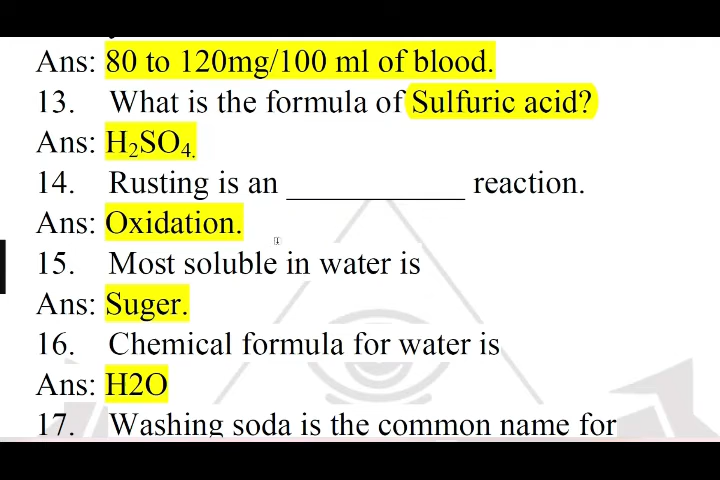 Ans: 80 to 120mg/100 ml of blood.
13. What is the formula of Sulfuric acid?
Ans: H₂SO₄.
14. Rusting is an ___________ reaction.
Ans: Oxidation.
15. Most soluble in water is
Ans: Suger.
16. Chemical formula for water is
Ans: H2O
17. Washing soda is the common name for